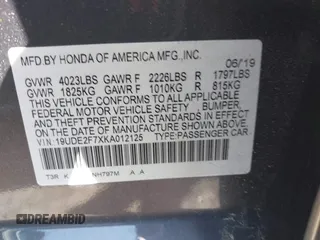 MFD.BY HONDA OF AMERICA MFG.,INC. 06/19
GVWR 4023LBS GAWR F 2226LBS R 1797LBS
GVWR 1825KG GAWR F 1010KG R 815KG
THIS VEHICLE CONFORMS TO ALL APPLICABLE
FEDERAL MOTOR VEHICLE SAFETY, BUMPER,
AND THEFT PREVENTION STANDARDS IN EFFECT
ON THE DATE OF MANUFACTURE SHOWN ABOVE.
VIN:19UDE2F7XKA012125 TYPE:PASSENGER CAR
T3R K NH797M A A
DREAMBID